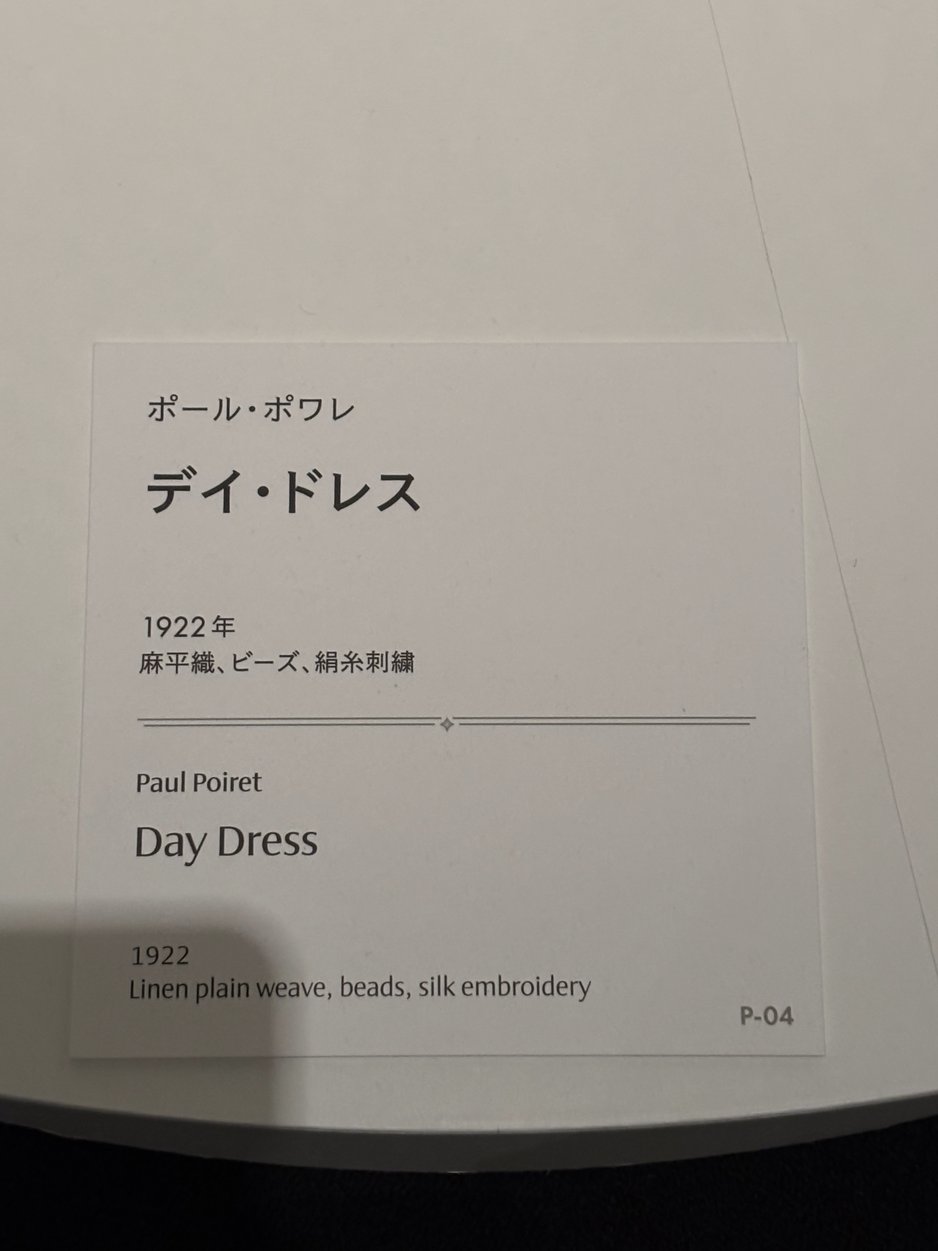 ポール・ポワレ
デイ・ドレス
1922年
麻平織、ビーズ、絹糸刺繍
Paul Poiret
Day Dress
1922
Linen plain weave, beads, silk embroidery
P-04